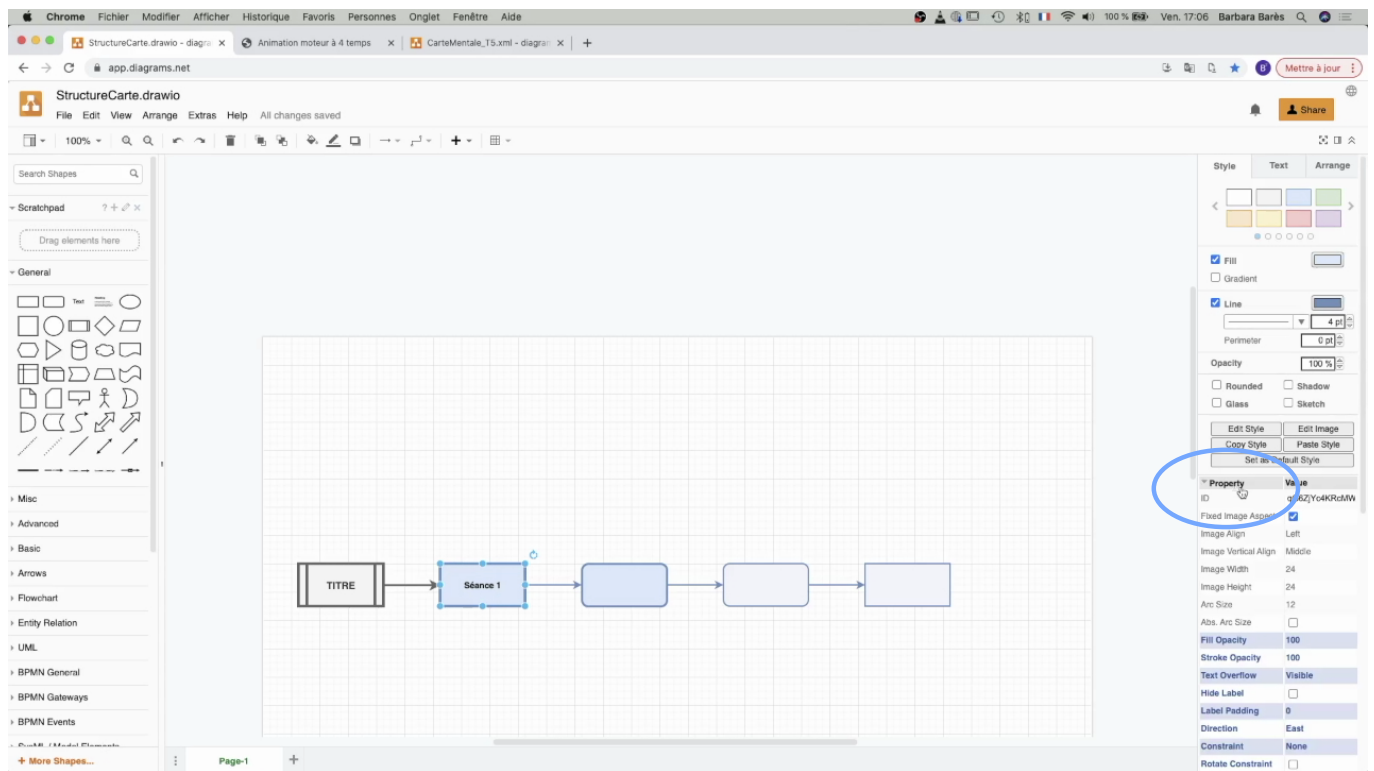 Chrome Fichier Modifier Afficher Historique Favoris Personnes Onglet Fenêtre Aide 100 % Ven. 17:06 Barbara Barès
StructureCarte.drawio - diagra × Animation moteur à 4 temps × CarteMentale_T5.xml - diagram × +
app.diagrams.net B Mettre à jour
StructureCarte.drawio
File Edit View Arrange Extras Help All changes saved Share
100%
Search Shapes Style Text Arrange
Scratchpad ? + ×
Drag elements here
General
Fill
Gradient
Text
Line
4 pt
Perimeter 0 pt
Opacity 100 %
Rounded Shadow
Glass Sketch
Edit Style Edit Image
Copy Style Paste Style
Set as Default Style
Property Value
ID
Fixed Image Aspect
Image Align Left
Image Vertical Align Middle
Image Width 24
Image Height 24
Arc Size 12
Abs. Arc Size
Fill Opacity 100
Stroke Opacity 100
Text Overflow Visible
Hide Label
Label Padding 0
Direction East
Constraint None
Rotate Constraint
TITRE Séance 1
Misc
Advanced
Basic
Arrows
Flowchart
Entity Relation
UML
BPMN General
BPMN Gateways
BPMN Events
+ More Shapes... Page-1 +